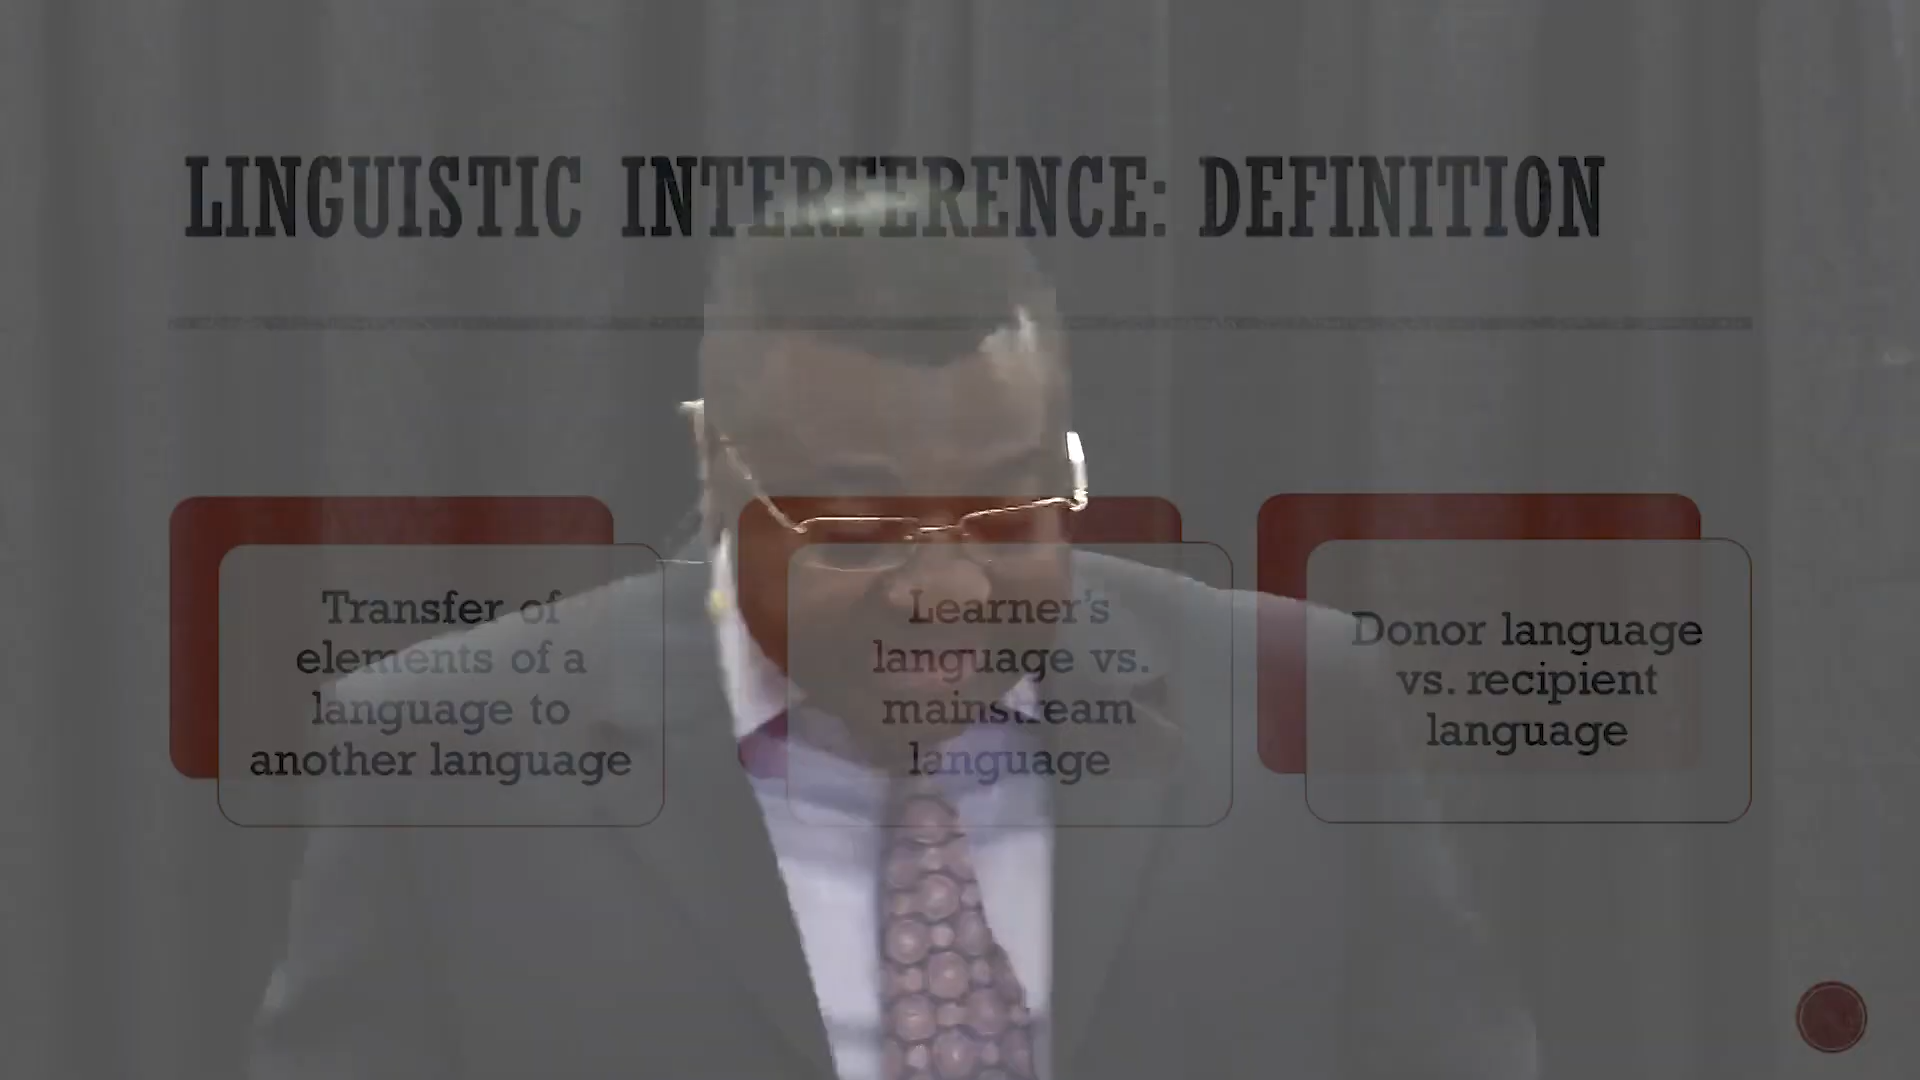 LINGUISTIC INTERFERENCE: DEFINITION
Transfer of
elements of a
language to
another language
Learner's
language vs.
mainstream
language
Donor language
vs. recipient
language